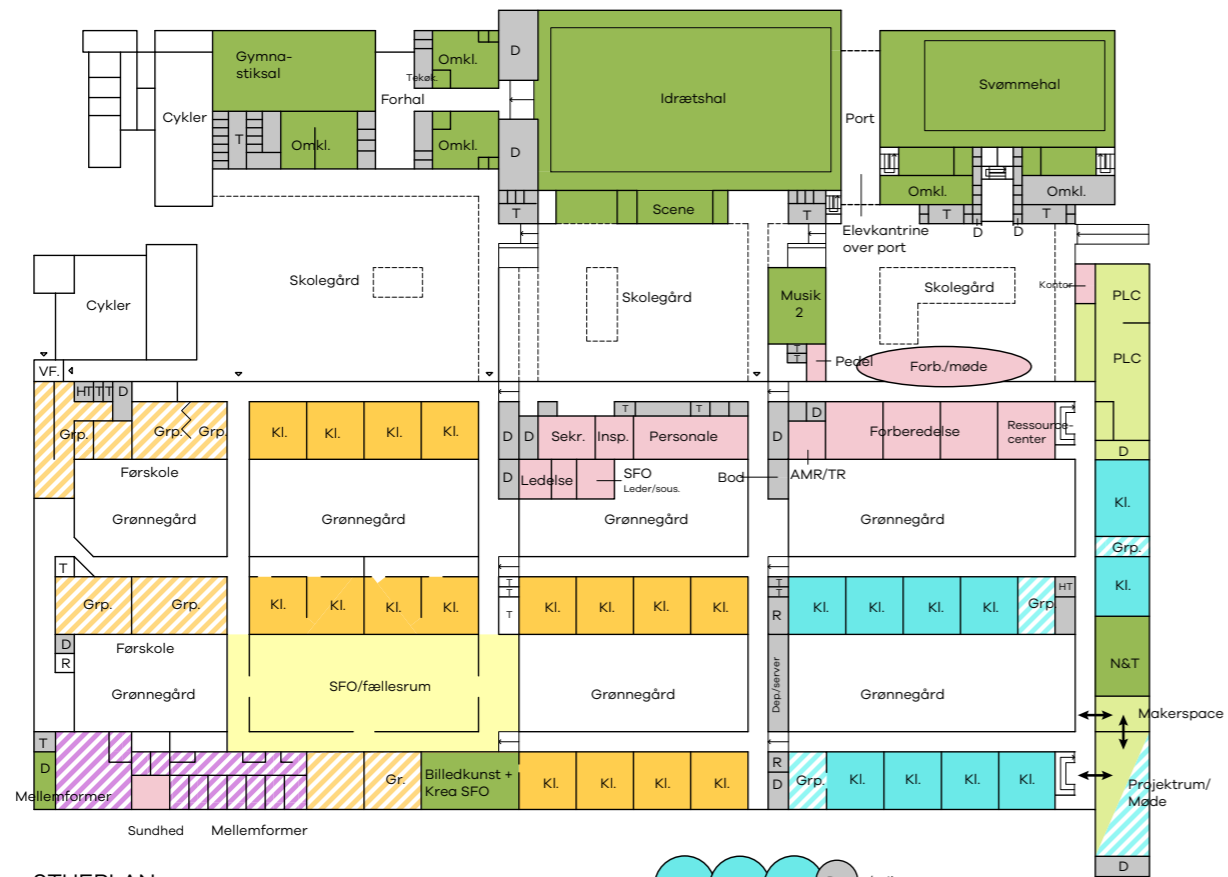 Gymna-
stiksal
Cykler
Forhal
Tekøk.
Omkl.
D
Idrætshal
Port
Svømmehal
T
Omkl.
Omkl.
D
Omkl.
Omkl.
T
Scene
T
T
T
D
D
Elevkantrine
over port
Cykler
Skolegård
Skolegård
Musik
2
Skolegård
Kontor
PLC
PLC
T
T
Pedel
Forb./møde
VF.
HT
T
T
D
Grp.
Grp.
Grp.
Kl.
Kl.
Kl.
Kl.
D
D
Sekr.
Insp.
T
T
Personale
D
D
Forberedelse
Ressource-
center
D
Førskole
D
Ledelse
SFO
Leder/sous.
Bod
AMR/TR
Grønnegård
Grønnegård
Grønnegård
Grønnegård
Kl.
Grp.
Kl.
T
Grp.
Grp.
Kl.
Kl.
Kl.
Kl.
T
T
T
Kl.
Kl.
Kl.
Kl.
T
T
R
Kl.
Kl.
Kl.
Kl.
Grp.
HT
D
R
Førskole
Grønnegård
SFO/fællesrum
Grønnegård
Dep./server
Grønnegård
N&T
Makerspace
T
D
Mellemformer
Gr.
Billedkunst +
Krea SFO
Kl.
Kl.
Kl.
Kl.
R
D
Grp.
Kl.
Kl.
Kl.
Kl.
Projektrum/
Møde
Sundhed
Mellemformer
D